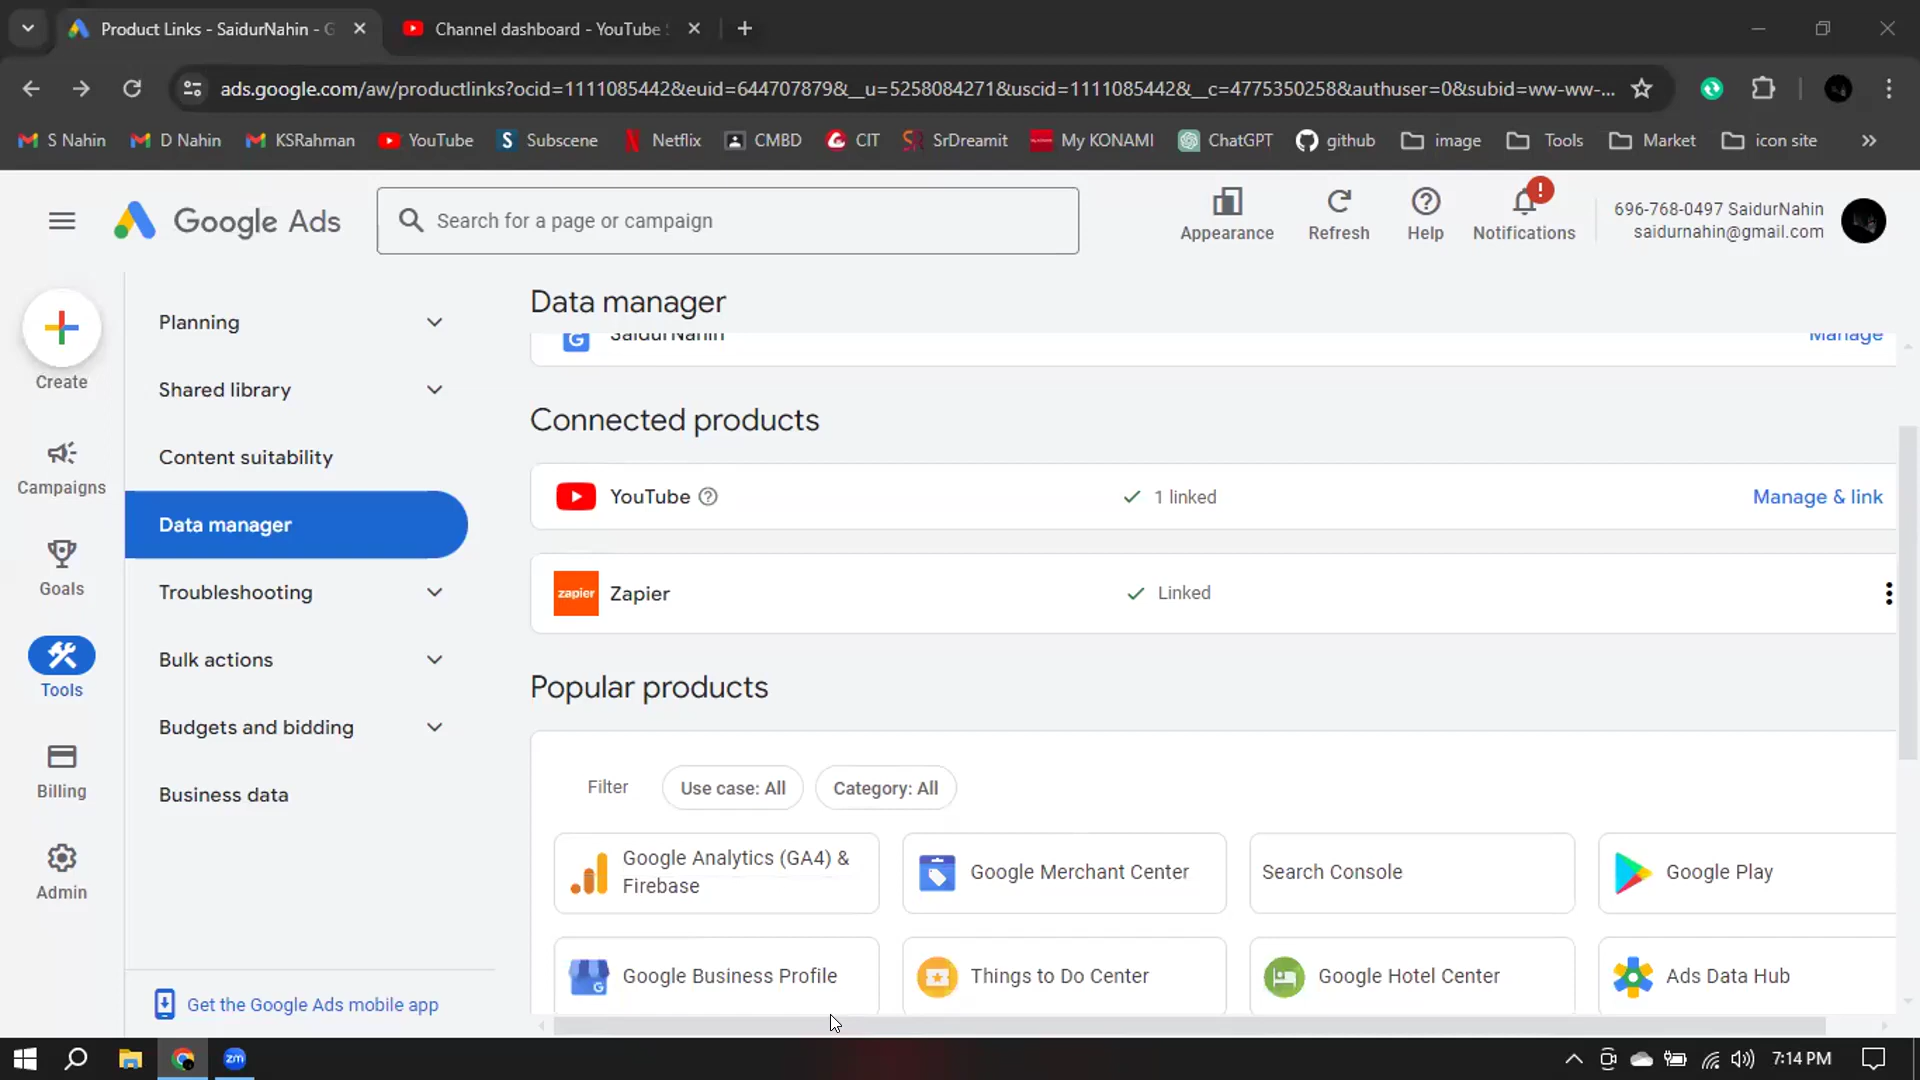 Product Links - SaidurNahin - G
Channel dashboard - YouTube S
ads.google.com/aw/productlinks?ocid=1111085442&euid=644707879&__u=5258084271&uscid=1111085442&__c=4775350258&authuser=0&subid=ww-ww-...
S Nahin
D Nahin
KSRahman
YouTube
Subscene
Netflix
CMBD
CIT
SrDreamit
My KONAMI
ChatGPT
github
image
Tools
Market
icon site
Google Ads
Search for a page or campaign
Appearance
Refresh
Help
Notifications
696-768-0497 SaidurNahin
saidurnahin@gmail.com
Create
Campaigns
Goals
Tools
Billing
Admin
Planning
Shared library
Content suitability
Data manager
Troubleshooting
Bulk actions
Budgets and bidding
Business data
Get the Google Ads mobile app
Data manager
SaidurNahin
Manage
Connected products
YouTube
1 linked
Manage & link
zapier
Zapier
Linked
Popular products
Filter
Use case: All
Category: All
Google Analytics (GA4) &
Firebase
Google Merchant Center
Search Console
Google Play
Google Business Profile
Things to Do Center
Google Hotel Center
Ads Data Hub
zm
7:14 PM